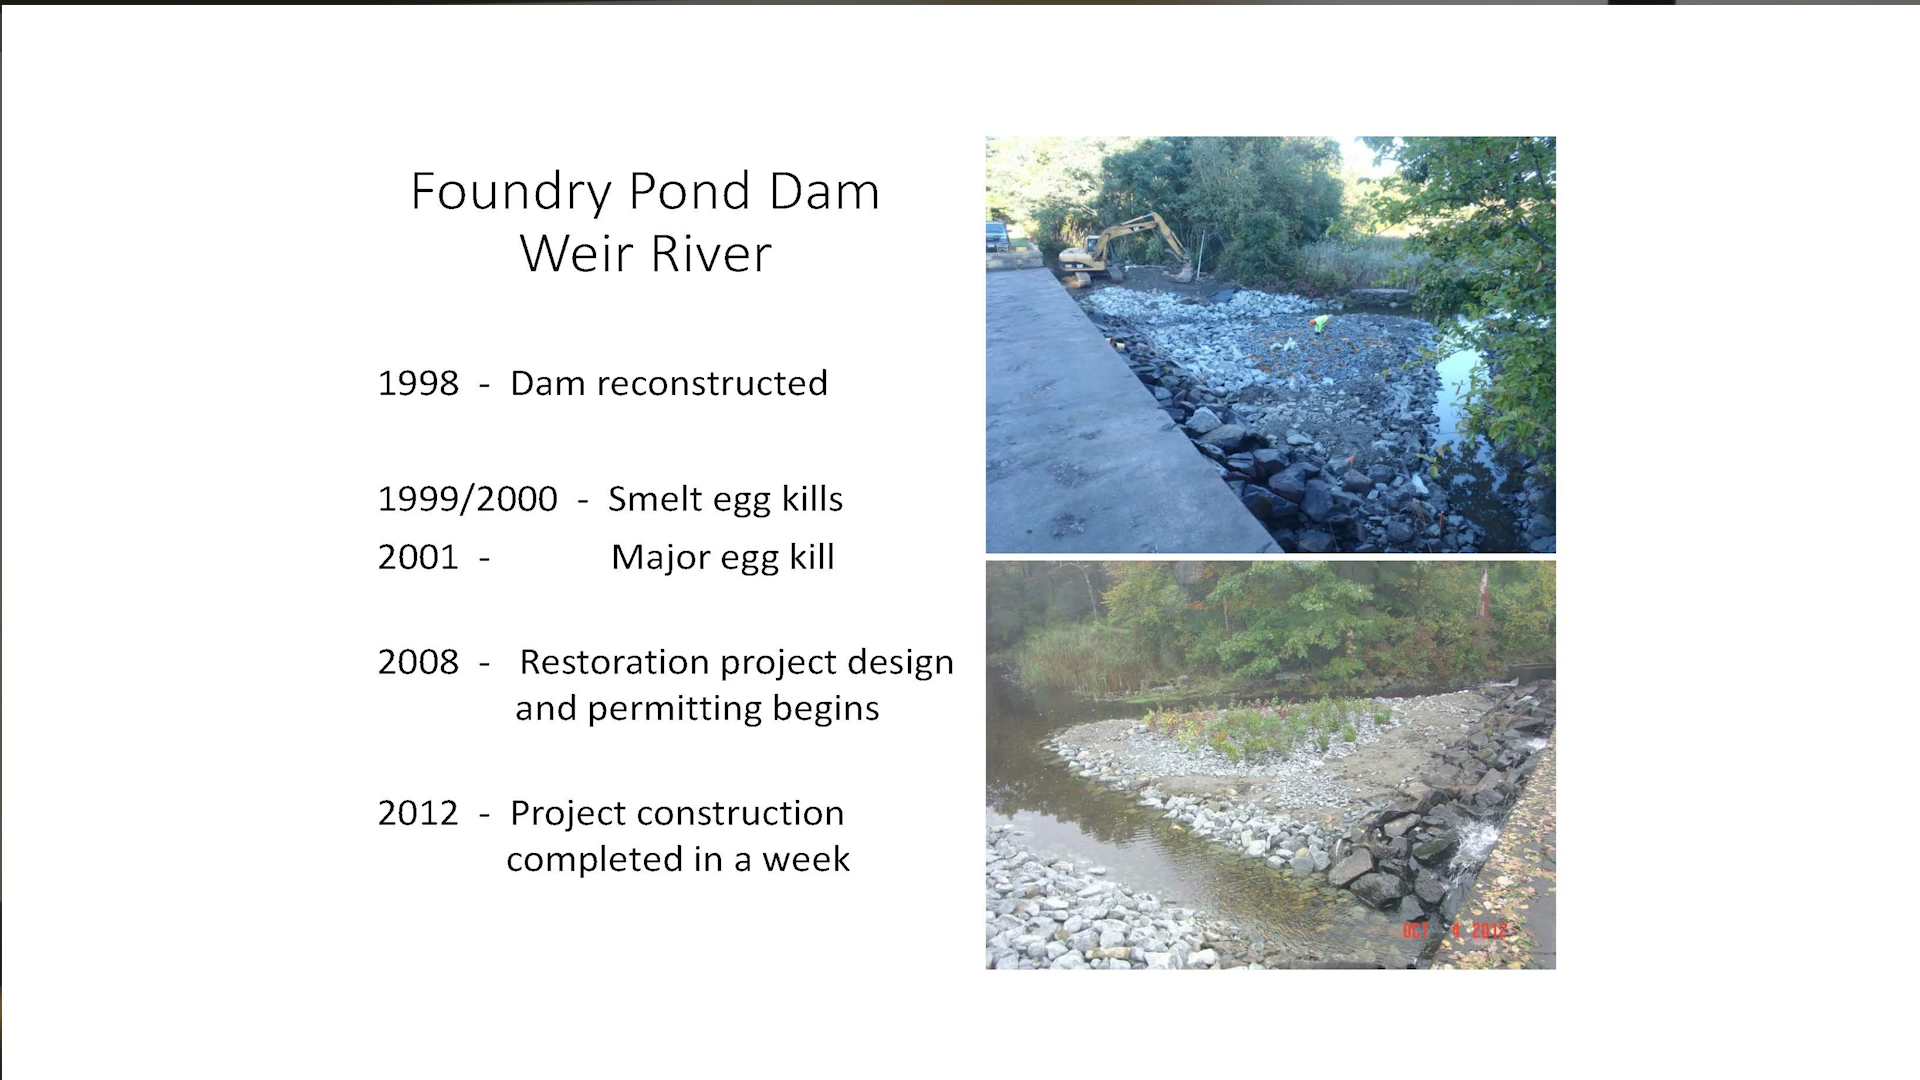 Foundry Pond Dam
Weir River
1998 - Dam reconstructed
1999/2000 - Smelt egg kills
2001 - Major egg kill
2008 - Restoration project design
and permitting begins
2012 - Project construction
completed in a week
OCT 4 2012